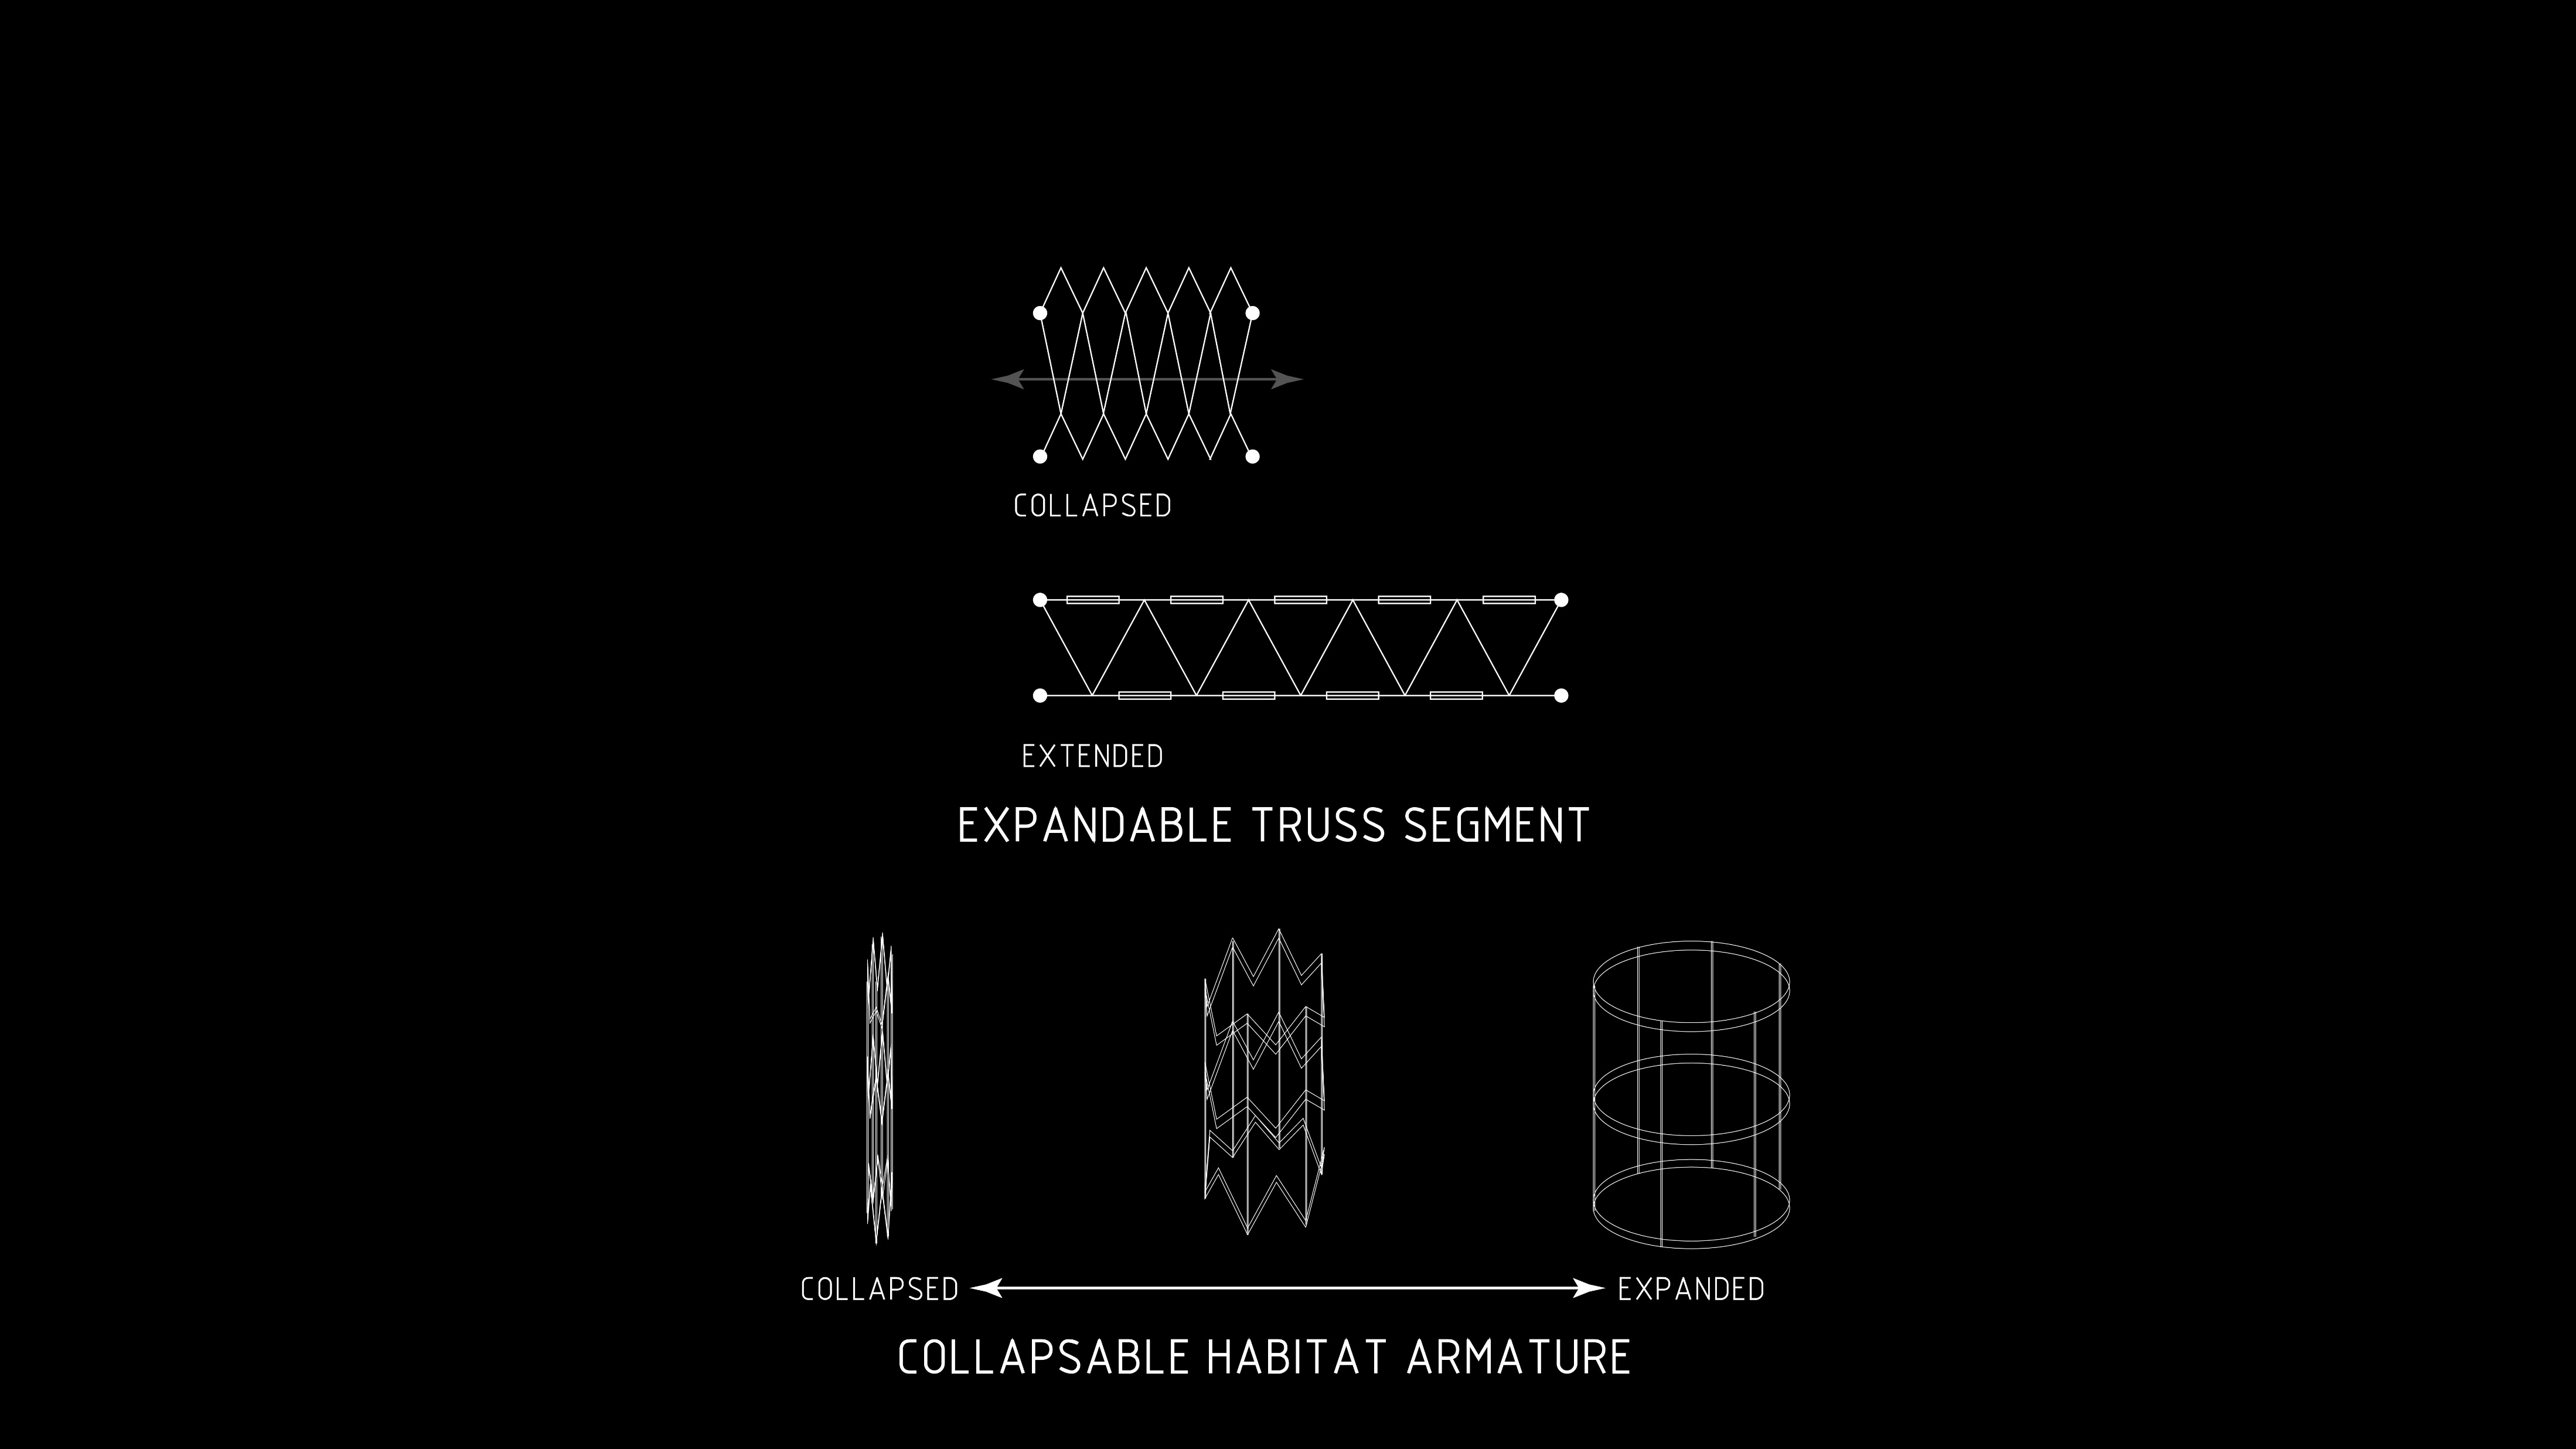 COLLAPSED
EXTENDED
EXPANDABLE TRUSS SEGMENT
COLLAPSED
EXPANDED
COLLAPSABLE HABITAT ARMATURE